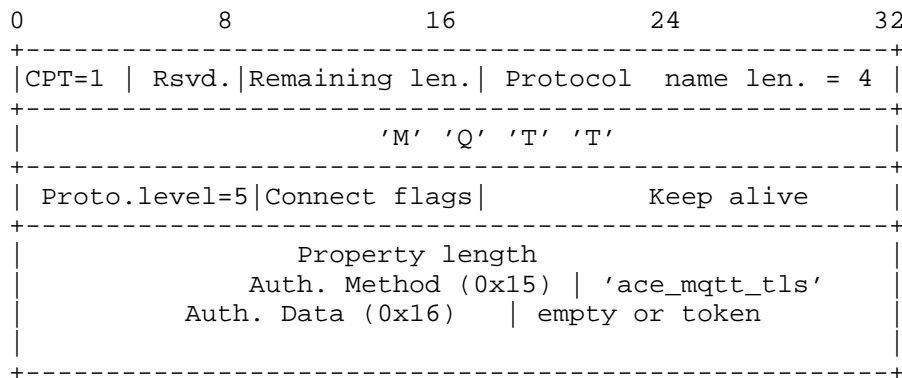 0             8             16             24             32
+------------------------------------------------------+
|CPT=1 | Rsvd.|Remaining len.| Protocol  name len. = 4 |
+------------------------------------------------------+
|                      ’M’ ’Q’ ’T’ ’T’                 |
+------------------------------------------------------+
| Proto.level=5|Connect flags|          Keep alive     |
+------------------------------------------------------+
|                 Property length                      |
|              Auth. Method (0x15) | ’ace_mqtt_tls’    |
|          Auth. Data (0x16)   | empty or token        |
|                                                      |
+------------------------------------------------------+